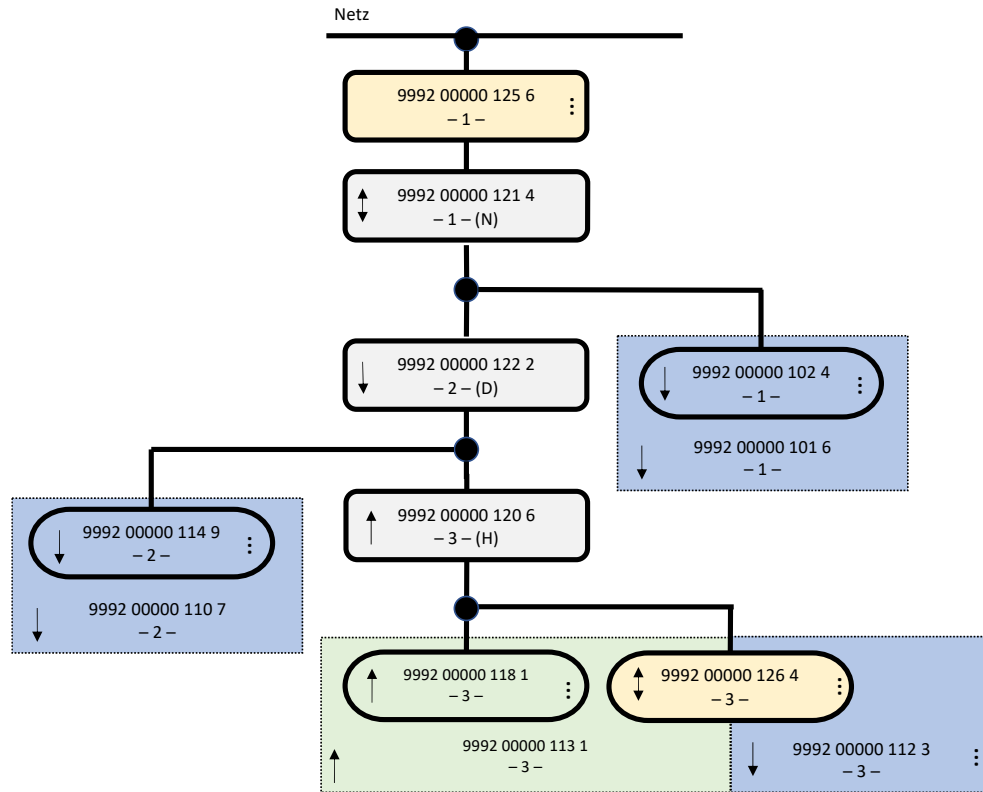 Netz
9992 00000 125 6
– 1 –
9992 00000 121 4
– 1 – (N)
9992 00000 122 2
– 2 – (D)
9992 00000 102 4
– 1 –
9992 00000 101 6
– 1 –
9992 00000 114 9
– 2 –
9992 00000 110 7
– 2 –
9992 00000 120 6
– 3 – (H)
9992 00000 118 1
– 3 –
9992 00000 126 4
– 3 –
9992 00000 113 1
– 3 –
9992 00000 112 3
– 3 –